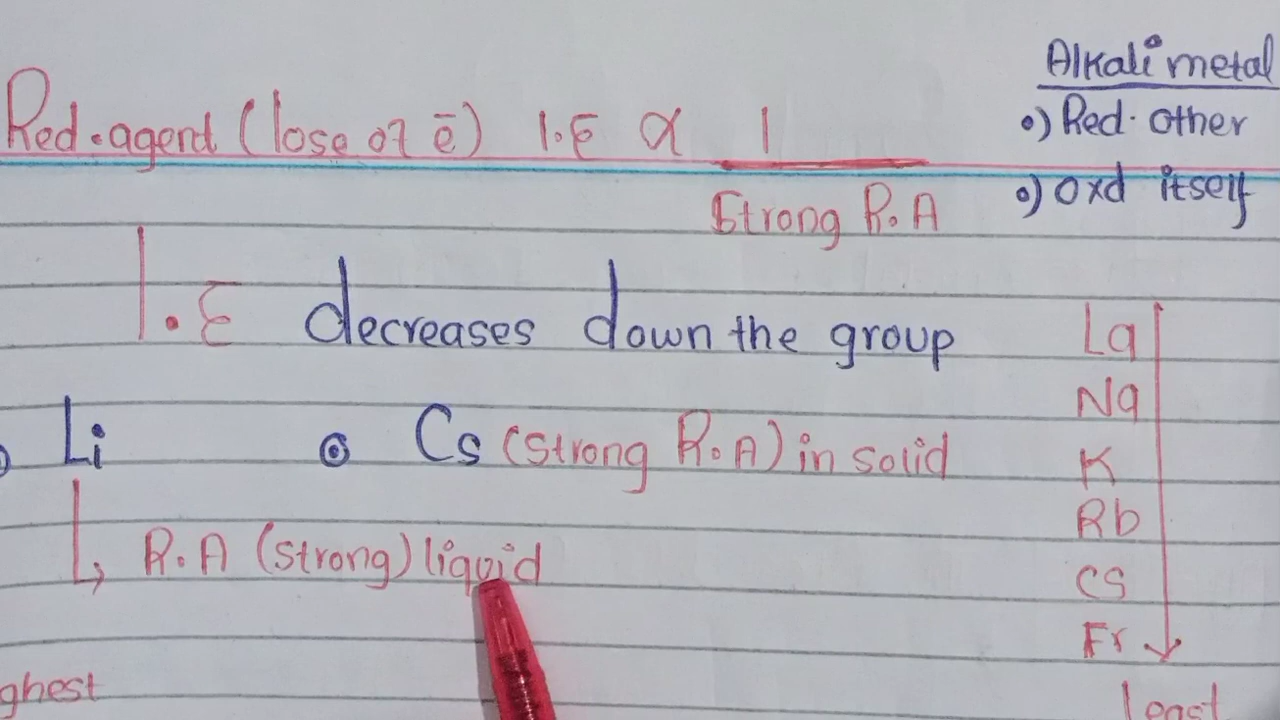 Alkali metal
Red. agent (lose of ē) I.E ∝ 1
Strong R.A
•) Red. other
•) oxd itself
I.E decreases down the group
Li
Cs (strong R.A) in solid
R.A (strong) liquid
La
Na
K
Rb
Cs
Fr
ghest
least